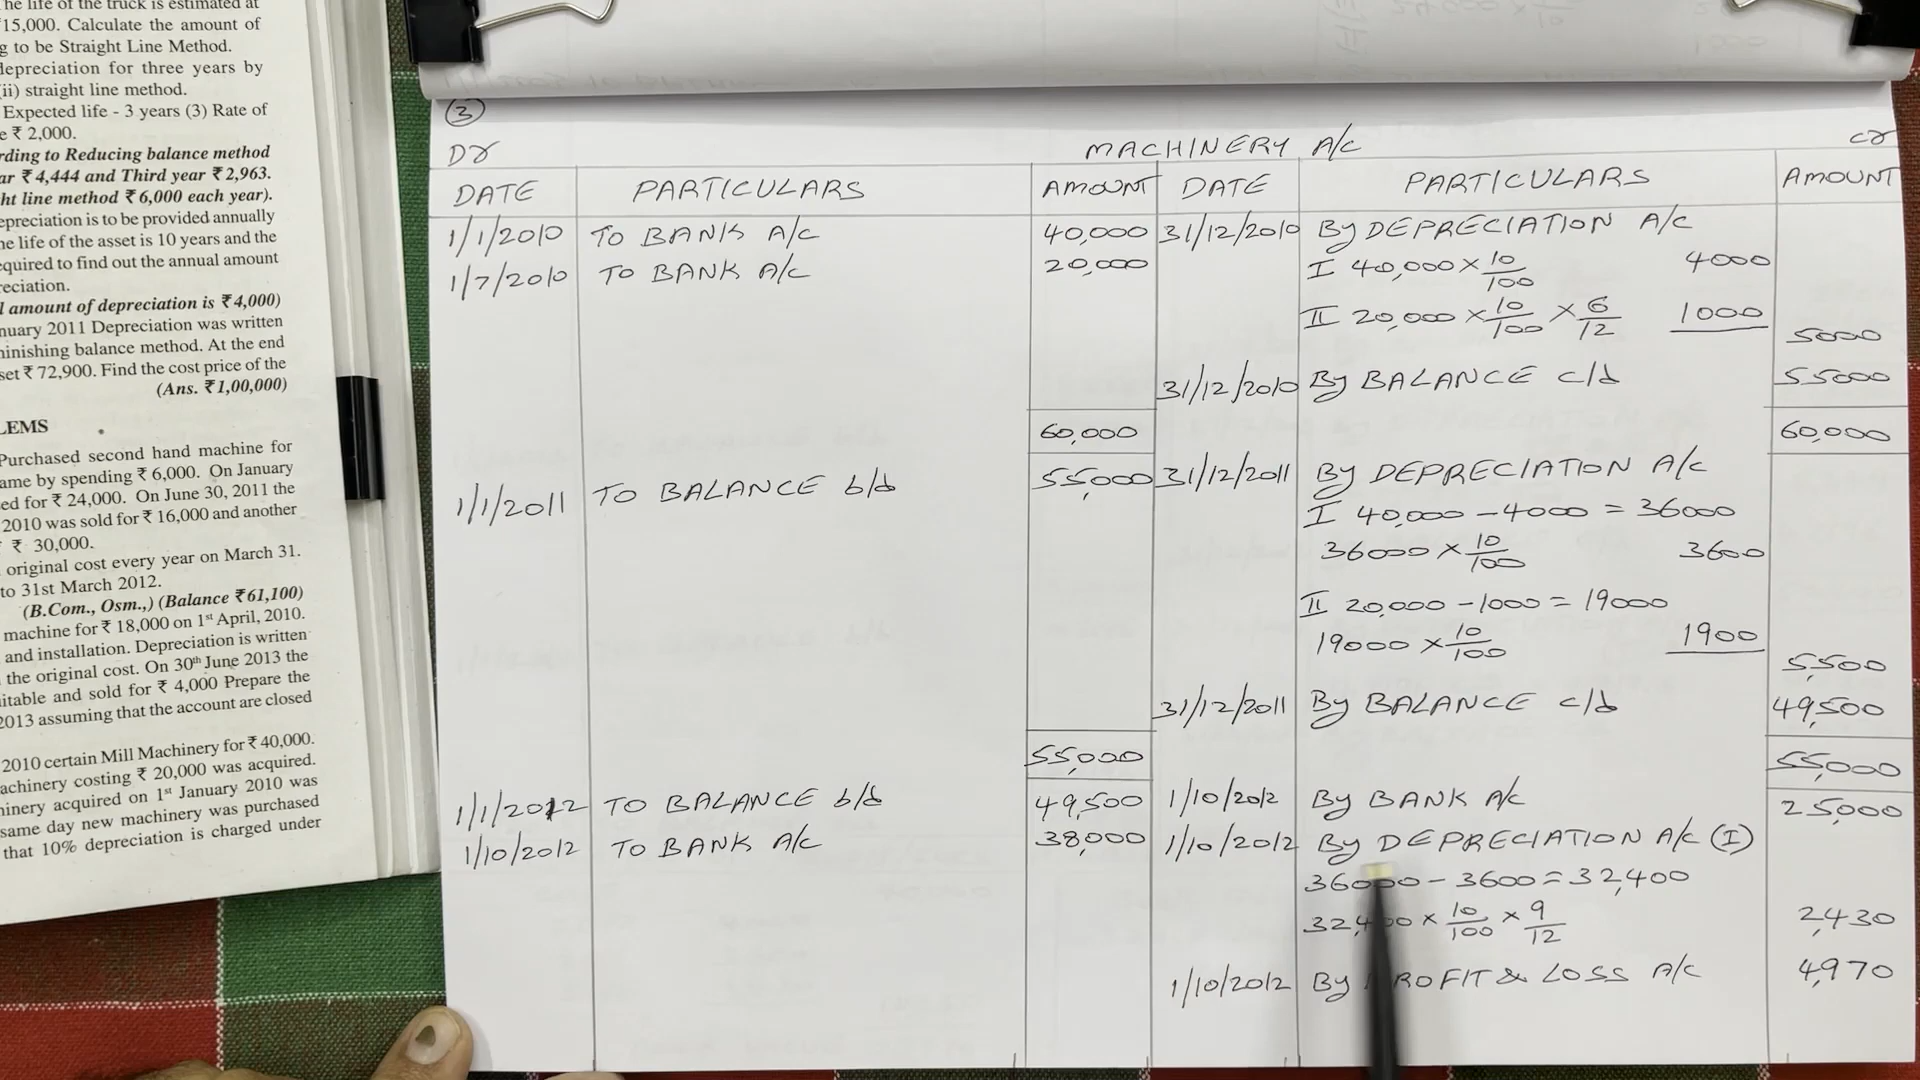 he life of the truck is estimated at
15,000. Calculate the amount of
g to be Straight Line Method.
depreciation for three years by
(ii) straight line method.
Expected life - 3 years (3) Rate of
e ₹ 2,000.
rding to Reducing balance method
ar ₹ 4,444 and Third year ₹ 2,963.
ht line method ₹ 6,000 each year).
epreciation is to be provided annually
he life of the asset is 10 years and the
equired to find out the annual amount
reciation.
l amount of depreciation is ₹ 4,000)
nuary 2011 Depreciation was written
minishing balance method. At the end
set ₹ 72,900. Find the cost price of the
(Ans. ₹ 1,00,000)
LEMS
Purchased second hand machine for
ame by spending ₹ 6,000. On January
ed for ₹ 24,000. On June 30, 2011 the
2010 was sold for ₹ 16,000 and another
₹ 30,000.
original cost every year on March 31.
to 31st March 2012.
(B.Com., Osm.,) (Balance ₹ 61,100)
machine for ₹ 18,000 on 1st April, 2010.
and installation. Depreciation is written
the original cost. On 30th June 2013 the
itable and sold for ₹ 4,000 Prepare the
2013 assuming that the account are closed
2010 certain Mill Machinery for ₹ 40,000.
achinery costing ₹ 20,000 was acquired.
hinery acquired on 1st January 2010 was
same day new machinery was purchased
that 10% depreciation is charged under
3
Dr MACHINERY A/c cr
DATE PARTICULARS AMOUNT DATE PARTICULARS AMOUNT
1/1/2010 TO BANK A/c 40,000 31/12/2010 By DEPRECIATION A/c
1/7/2010 TO BANK A/c 20,000 I 40,000 × 10/100 4000
II 20,000 × 10/100 × 6/12 1000
5000
31/12/2010 By BALANCE c/d 55000
60,000 60,000
1/1/2011 TO BALANCE b/d 55,000 31/12/2011 By DEPRECIATION A/c
I 40,000 - 4000 = 36000
36000 × 10/100 3600
II 20,000 - 1000 = 19000
19000 × 10/100 1900
5,500
31/12/2011 By BALANCE c/d 49,500
55,000 55,000
1/1/2012 TO BALANCE b/d 49,500 1/10/2012 By BANK A/c 25,000
1/10/2012 TO BANK A/c 38,000 1/10/2012 By DEPRECIATION A/c (I)
36000 - 3600 = 32,400
32,400 × 10/100 × 9/12 2,430
1/10/2012 By PROFIT & LOSS A/c 4,970